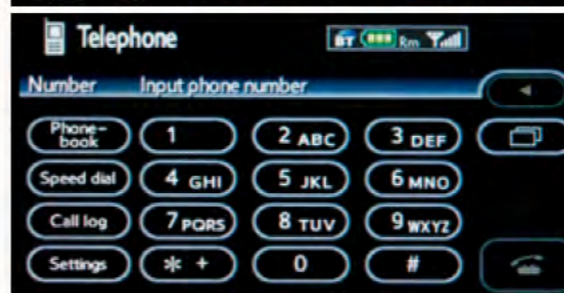 Telephone
BT Rm
Number Input phone number
Phone-
book 1 2 ABC 3 DEF
Speed dial 4 GHI 5 JKL 6 MNO
Call log 7 PQRS 8 TUV 9 WXYZ
Settings * + 0 #